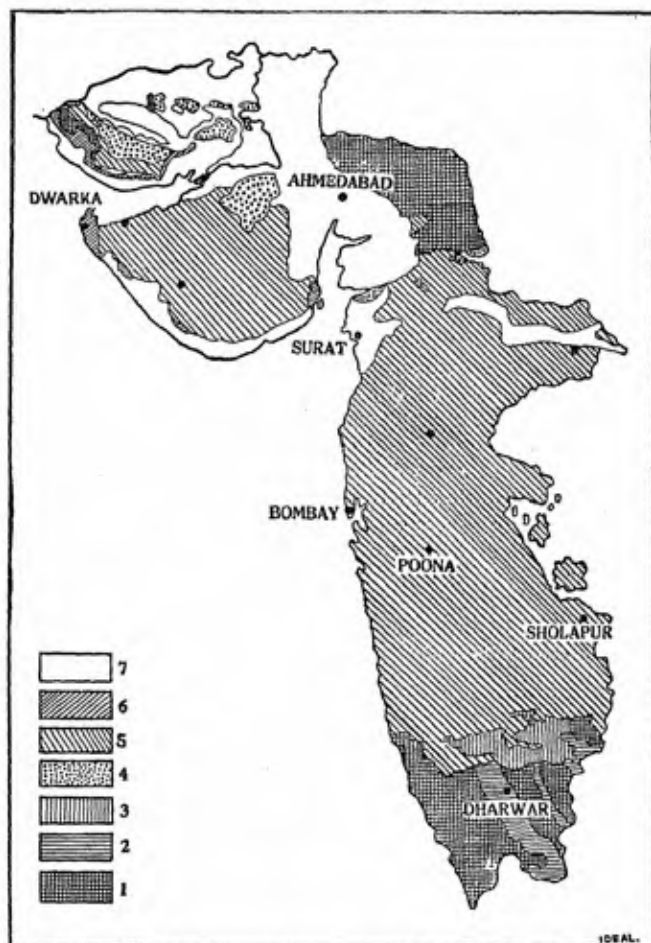 AHMEDABAD
DWARKA
SURAT
BOMBAY
POONA
SHOLAPUR
DHARWAR
7
6
5
4
3
2
1
IDEAL.